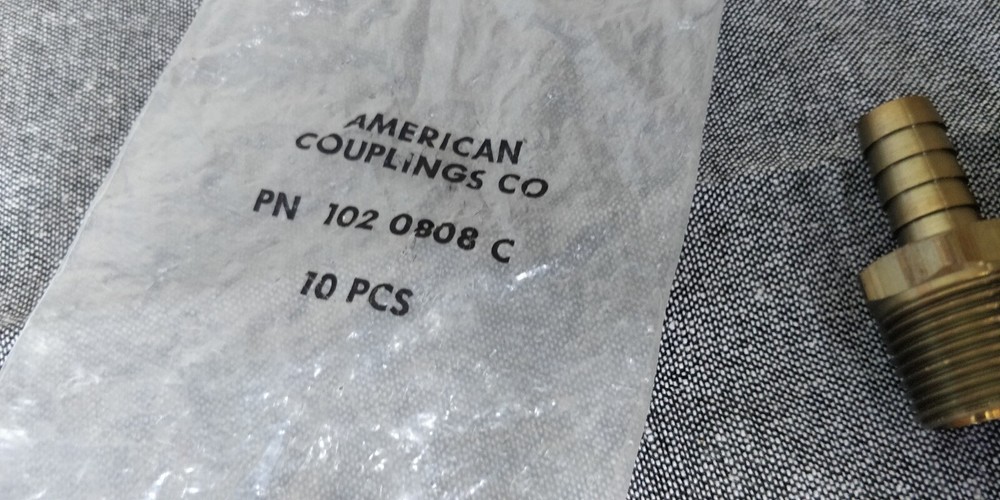 AMERICAN
COUPLINGS CO
PN 102 0808 C
10 PCS